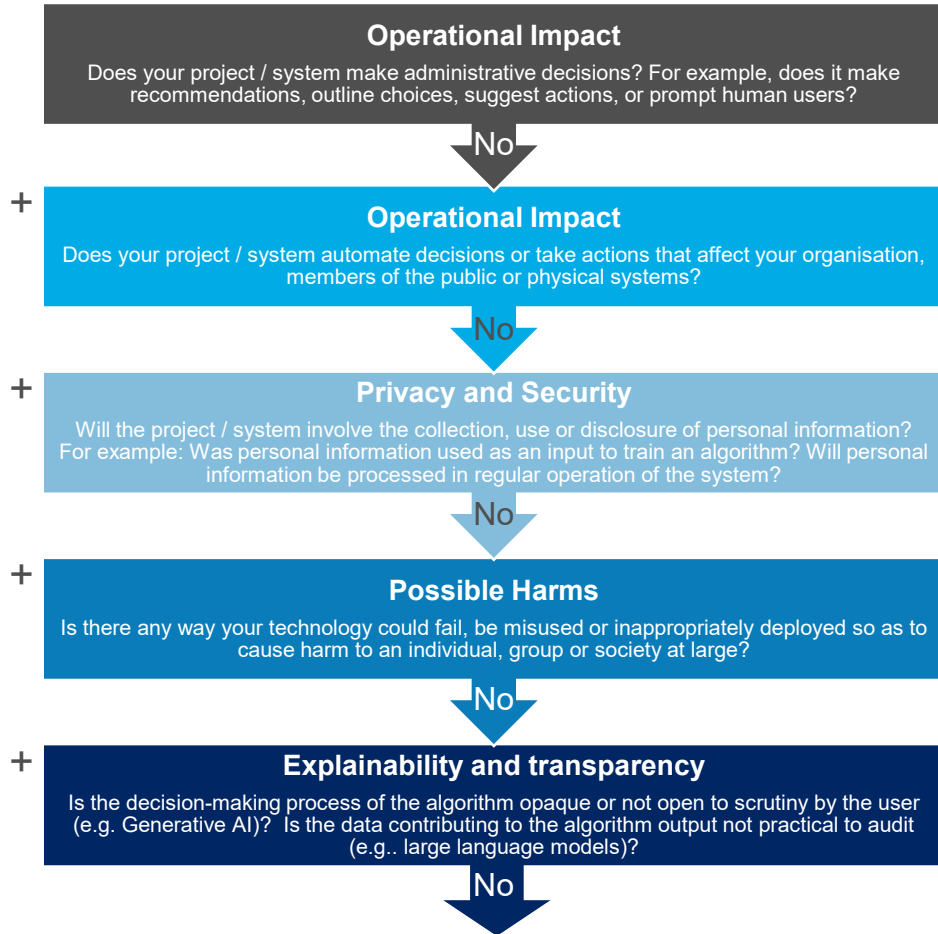 Operational Impact
Does your project / system make administrative decisions? For example, does it make
recommendations, outline choices, suggest actions, or prompt human users?
No
+
Operational Impact
Does your project / system automate decisions or take actions that affect your organisation,
members of the public or physical systems?
No
+
Privacy and Security
Will the project / system involve the collection, use or disclosure of personal information?
For example: Was personal information used as an input to train an algorithm? Will personal
information be processed in regular operation of the system?
No
+
Possible Harms
Is there any way your technology could fail, be misused or inappropriately deployed so as to
cause harm to an individual, group or society at large?
No
+
Explainability and transparency
Is the decision-making process of the algorithm opaque or not open to scrutiny by the user
(e.g. Generative AI)?  Is the data contributing to the algorithm output not practical to audit
(e.g.. large language models)?
No